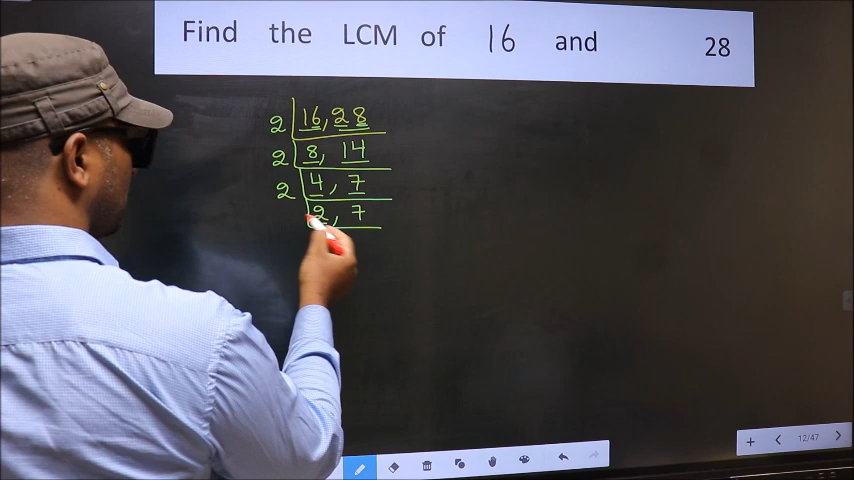 Find the LCM of 16 and 28
2 16, 28
2 8, 14
2 4, 7
2, 7
12/47